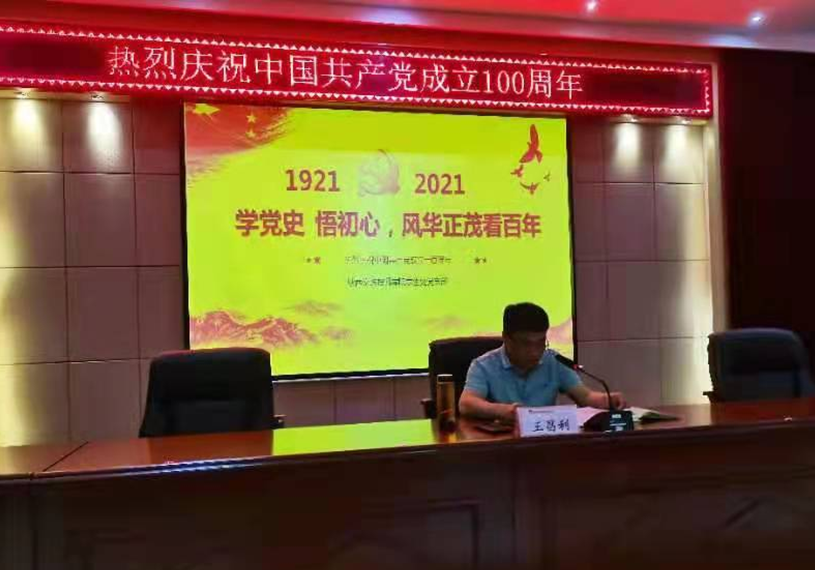 热烈庆祝中国共产党成立100周年
1921 2021
学党史 悟初心，风华正茂看百年
王昌利